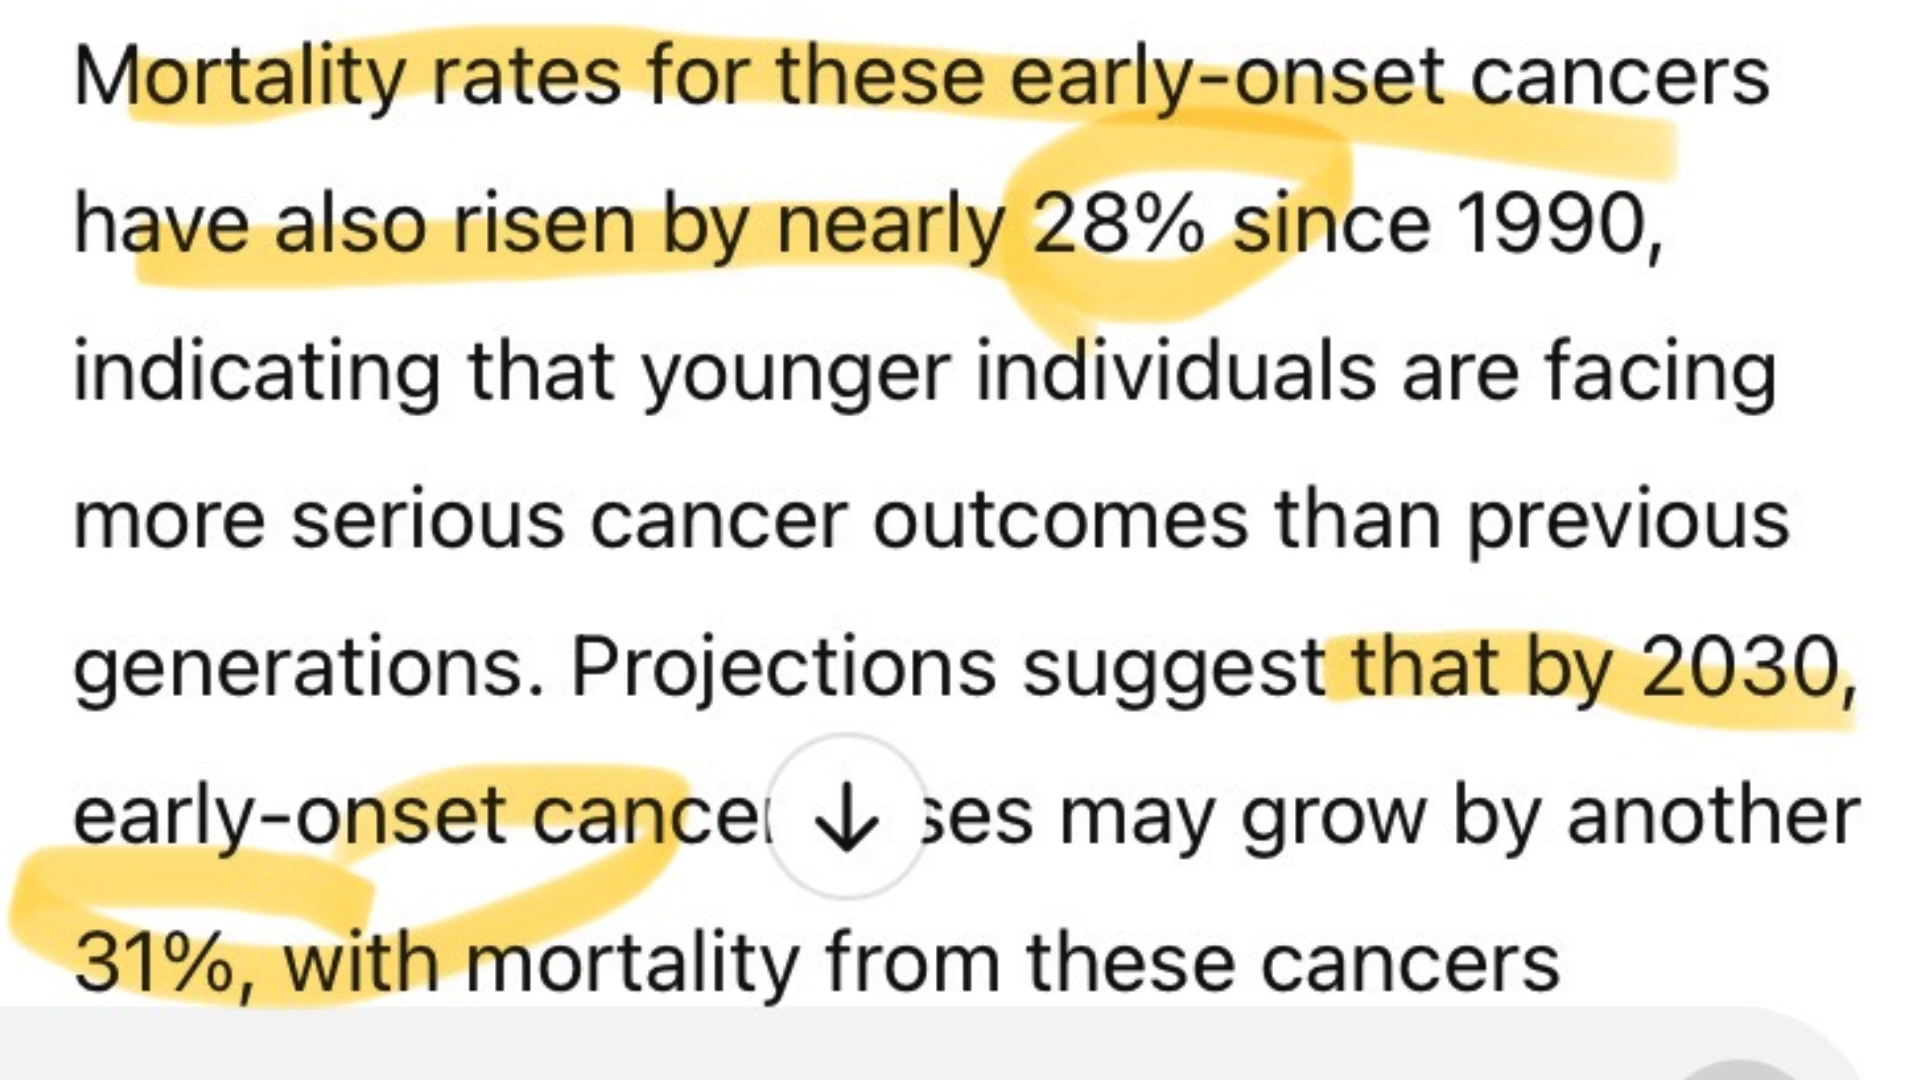 Mortality rates for these early-onset cancers
have also risen by nearly 28% since 1990,
indicating that younger individuals are facing
more serious cancer outcomes than previous
generations. Projections suggest that by 2030,
early-onset may grow by another
31%, with mortality from these cancers